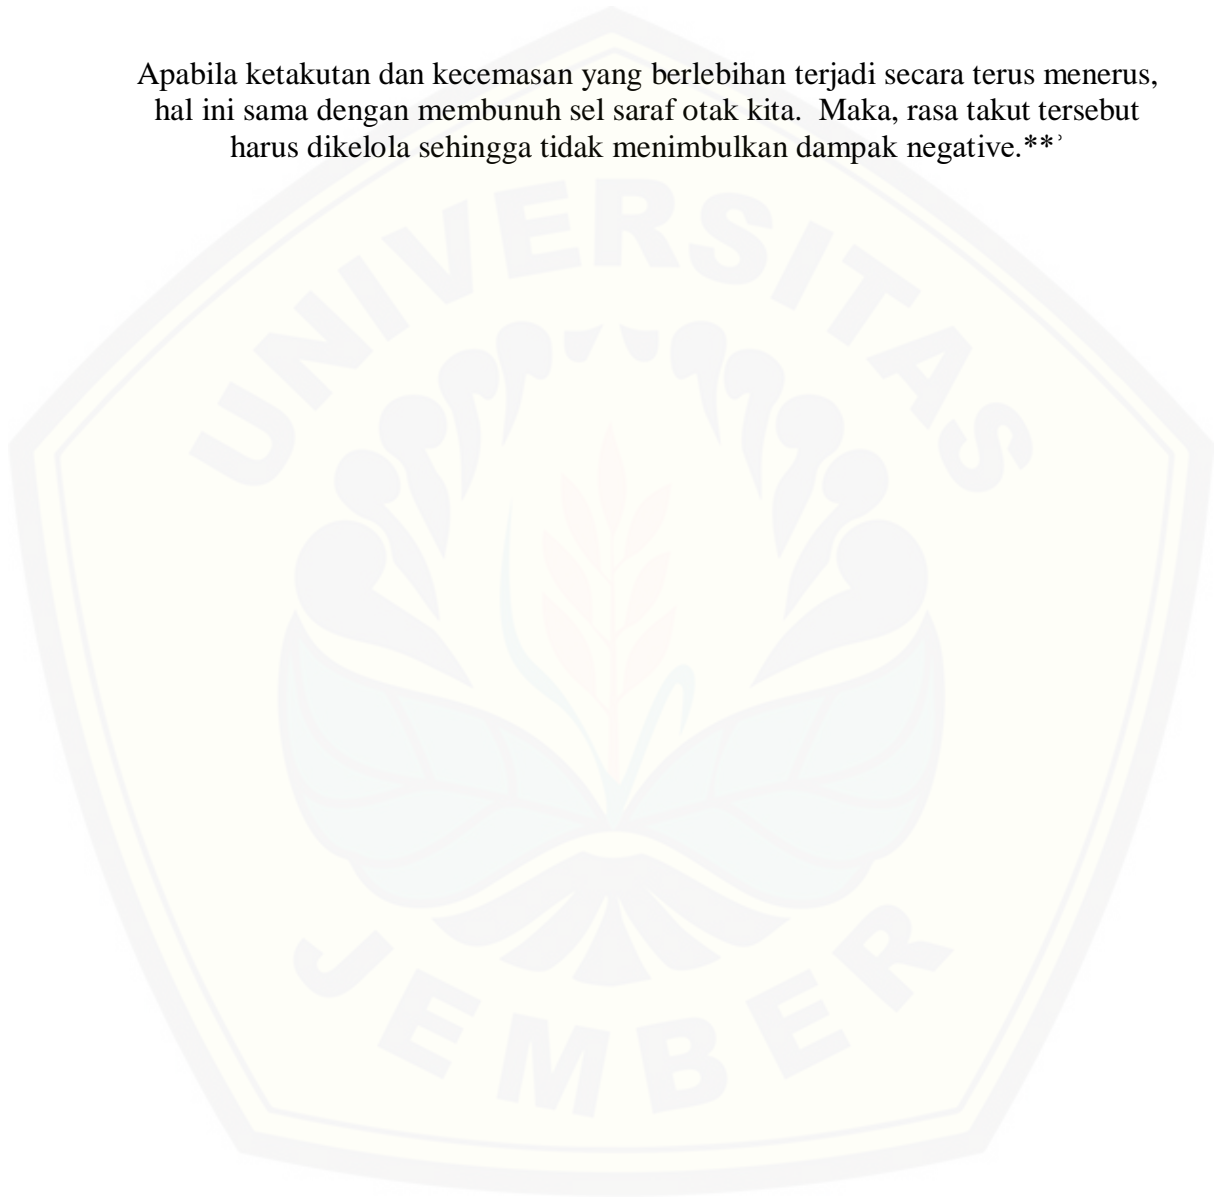 Apabila ketakutan dan kecemasan yang berlebihan terjadi secara terus menerus,
hal ini sama dengan membunuh sel saraf otak kita.  Maka, rasa takut tersebut
harus dikelola sehingga tidak menimbulkan dampak negative.**ʾ
UNIVERSITAS
JEMBER